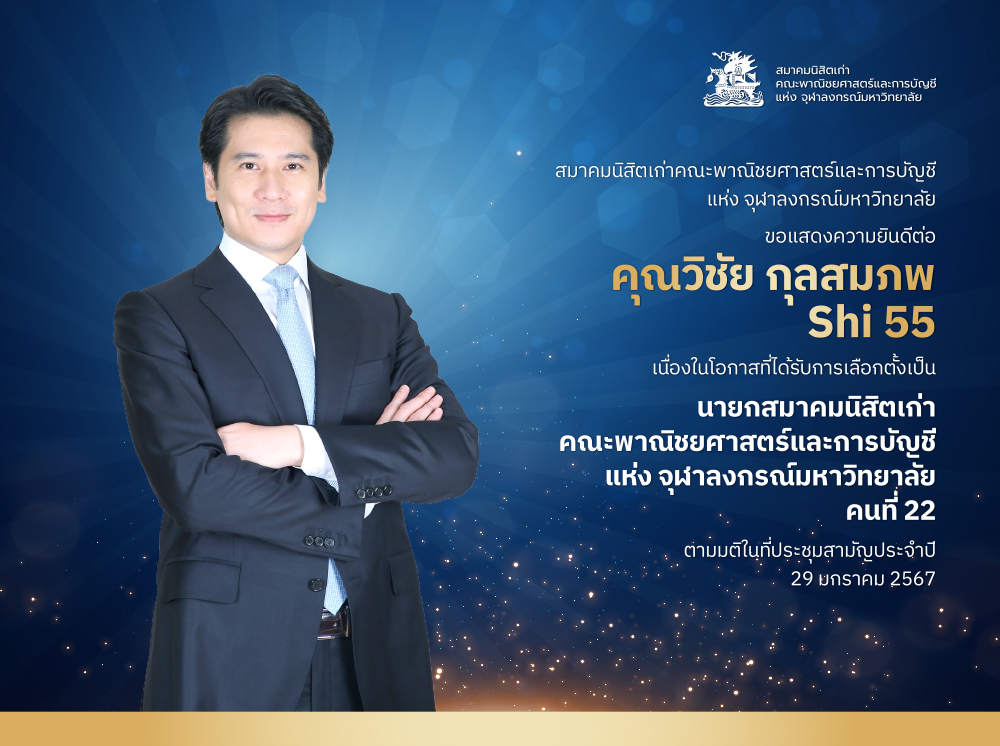 สมาคมนิสิตเก่า
คณะพาณิชยศาสตร์และการบัญชี
แห่ง จุฬาลงกรณ์มหาวิทยาลัย
สมาคมนิสิตเก่าคณะพาณิชยศาสตร์และการบัญชี
แห่ง จุฬาลงกรณ์มหาวิทยาลัย
ขอแสดงความยินดีต่อ
คุณวิชัย กุลสมภพ
Shi 55
เนื่องในโอกาสที่ได้รับการเลือกตั้งเป็น
นายกสมาคมนิสิตเก่า
คณะพาณิชยศาสตร์และการบัญชี
แห่ง จุฬาลงกรณ์มหาวิทยาลัย
คนที่ 22
ตามมติในที่ประชุมสามัญประจำปี
29 มกราคม 2567